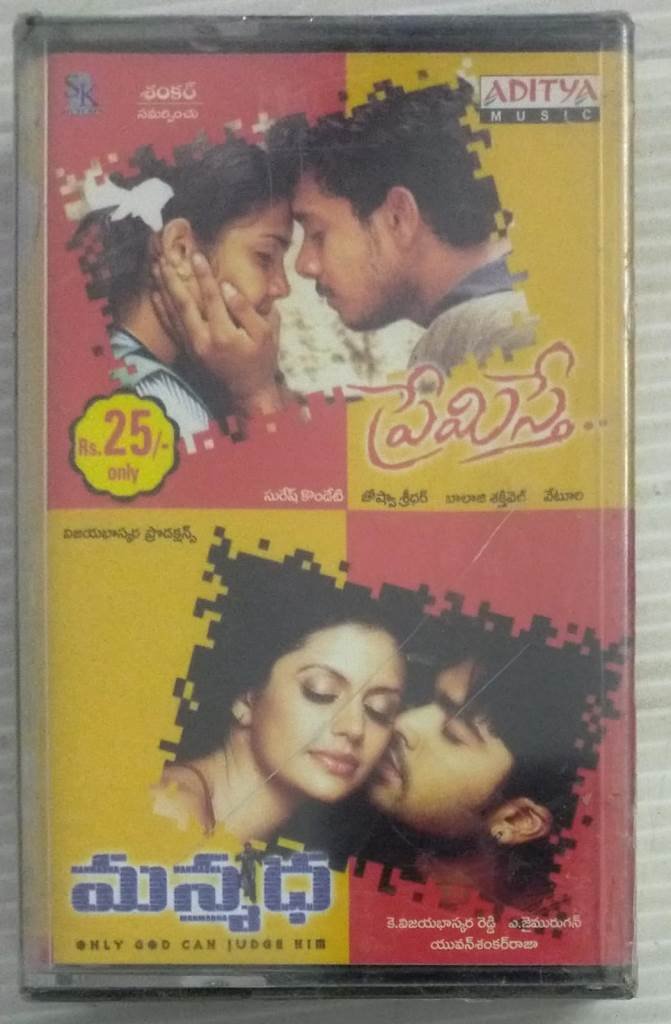 SK
శంకర్
సమర్పించు
ADITYA
MUSIC
ప్రేమిస్తే..
Rs. 25/-
only
సురేష్ కొండేటి జోష్వా శ్రీధర్ బాలాజి శక్తివేల్ వేటూరి
విజయభాస్కర ప్రొడక్షన్స్
మన్మధ
ONLY GOD CAN JUDGE HIM
కె.విజయభాస్కర రెడ్డి ఎ.జైమురుగన్
యువన్‌శంకర్‌రాజా